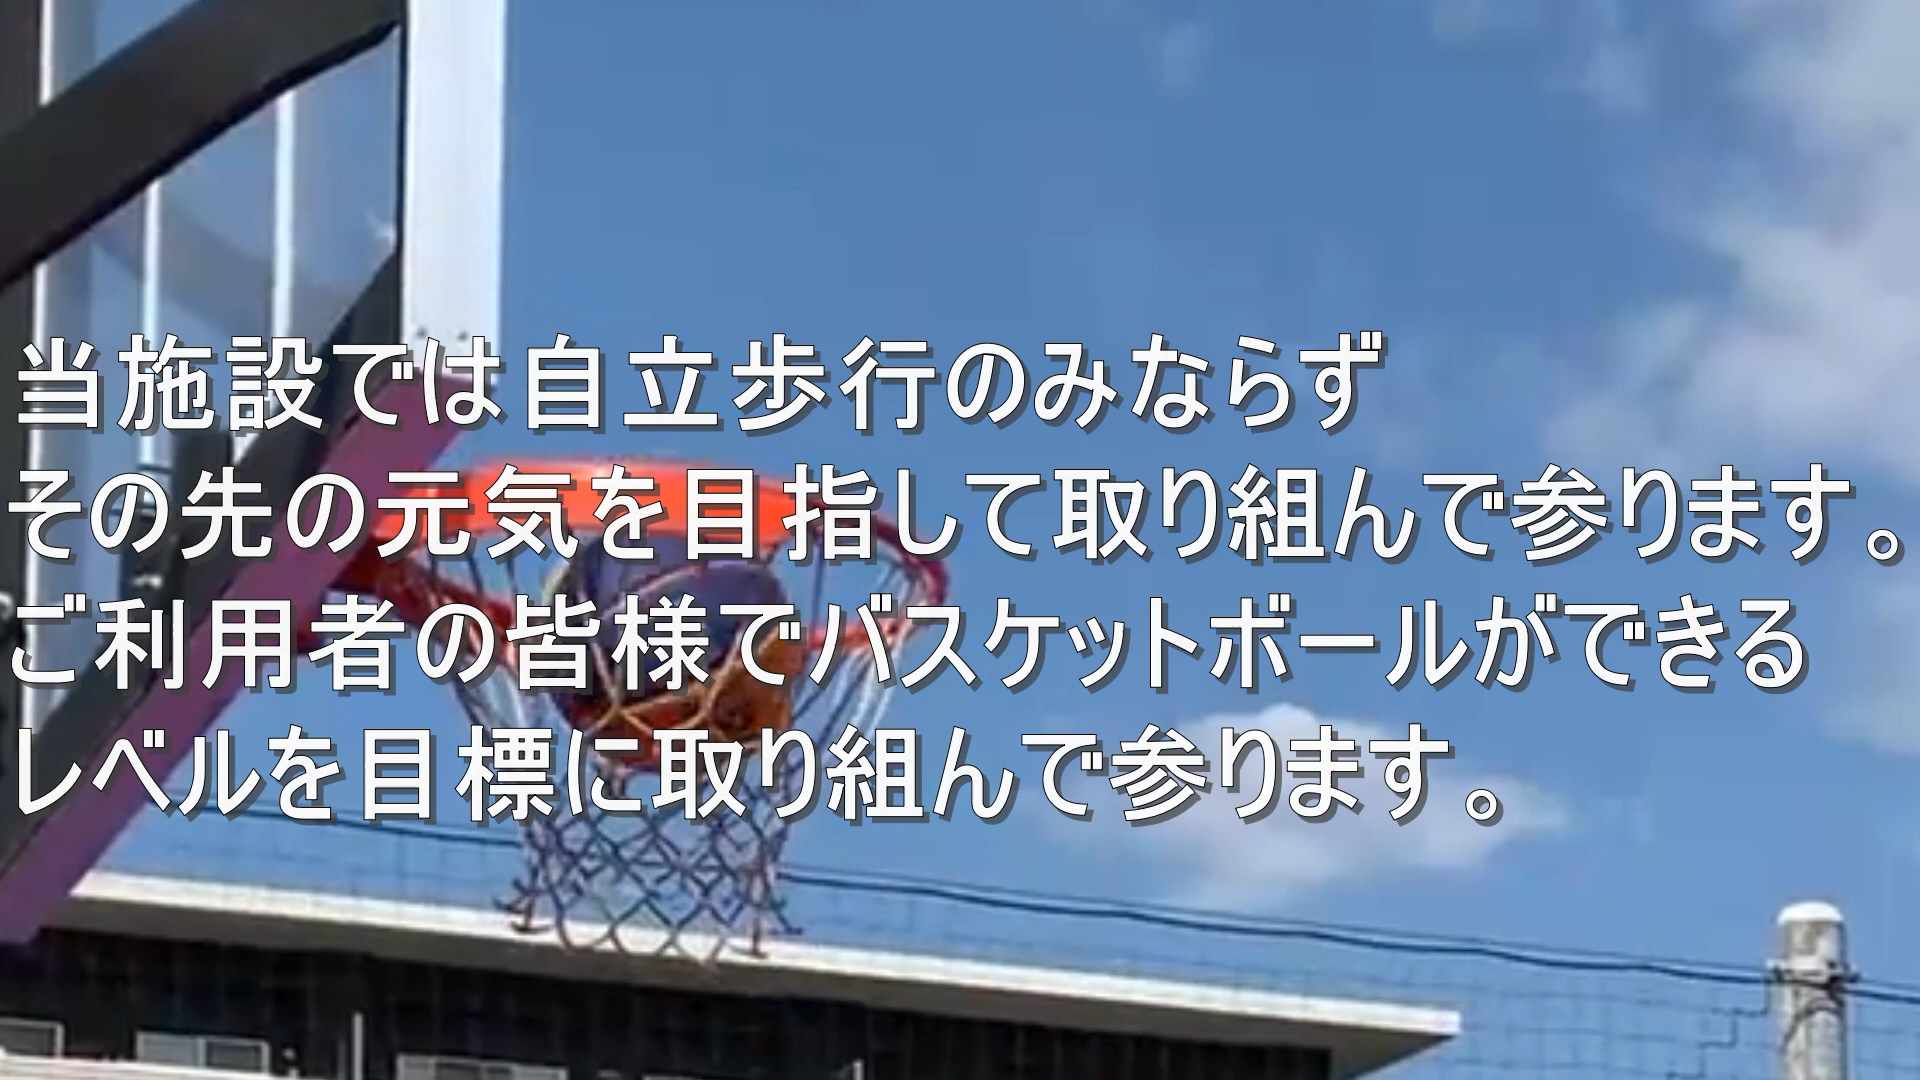 当施設では自立歩行のみならず
その先の元気を目指して取り組んで参ります。
ご利用者の皆様でバスケットボールができる
レベルを目標に取り組んで参ります。